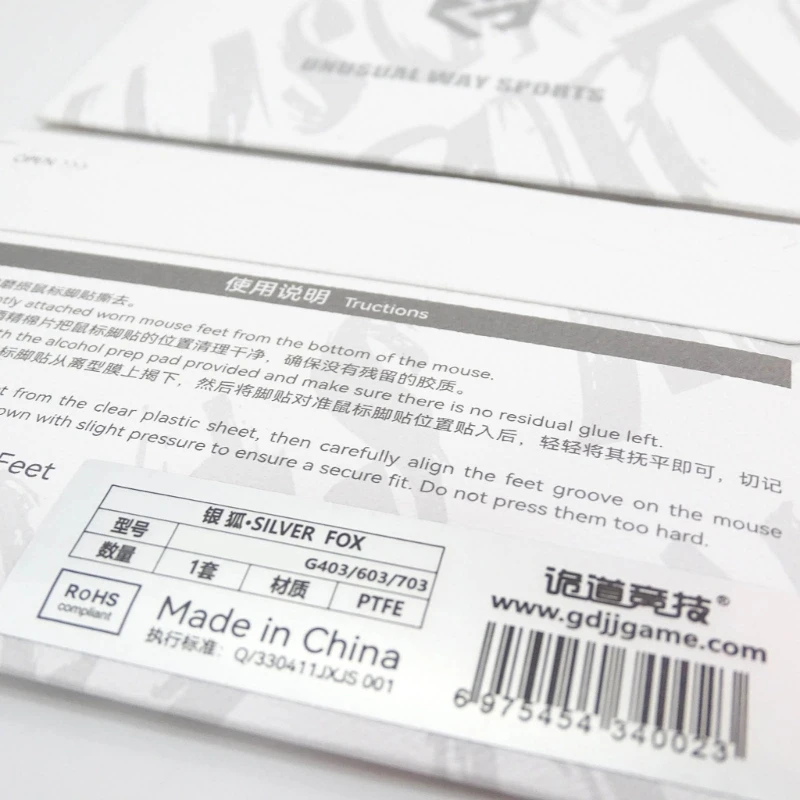 UNUSUAL WAY SPORTS
OPEN >>>
使用说明 Tructions
磨损鼠标脚贴撕去。
ntly attached worn mouse feet from the bottom of the mouse.
酒精棉片把鼠标脚贴的位置清理干净，确保没有残留的胶质。
th the alcohol prep pad provided and make sure there is no residual glue left.
标脚贴从离型膜上揭下，然后将脚贴对准鼠标脚贴位置贴入后，轻轻将其抚平即可，切记
et from the clear plastic sheet, then carefully align the feet groove on the mouse
own with slight pressure to ensure a secure fit. Do not press them too hard.
Feet
银狐·SILVER FOX
型号 G403/603/703
数量 1套 材质 PTFE
RoHS
compliant
Made in China
执行标准：Q/330411JXJS 001
诡道竞技®
www.gdjjgame.com
6 975454 340023